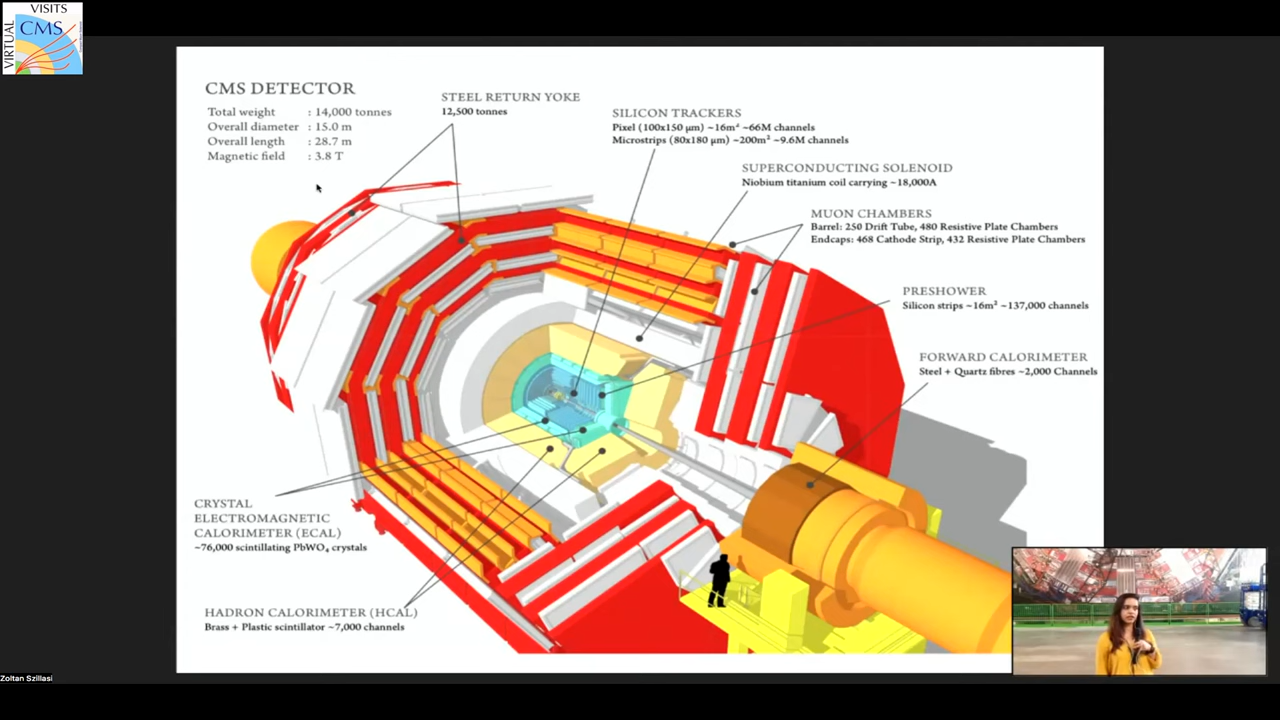 VISITS
CMS
VIRTUAL
CMS DETECTOR
Total weight : 14,000 tonnes
Overall diameter : 15.0 m
Overall length : 28.7 m
Magnetic field : 3.8 T
STEEL RETURN YOKE
12,500 tonnes
SILICON TRACKERS
Pixel (100x150 μm) ~16m² ~66M channels
Microstrips (80x180 μm) ~200m² ~9.6M channels
SUPERCONDUCTING SOLENOID
Niobium titanium coil carrying ~18,000A
MUON CHAMBERS
Barrel: 250 Drift Tube, 480 Resistive Plate Chambers
Endcaps: 468 Cathode Strip, 432 Resistive Plate Chambers
PRESHOWER
Silicon strips ~16m² ~137,000 channels
FORWARD CALORIMETER
Steel + Quartz fibres ~2,000 Channels
CRYSTAL
ELECTROMAGNETIC
CALORIMETER (ECAL)
~76,000 scintillating PbWO₄ crystals
HADRON CALORIMETER (HCAL)
Brass + Plastic scintillator ~7,000 channels
Zoltan Szillasi